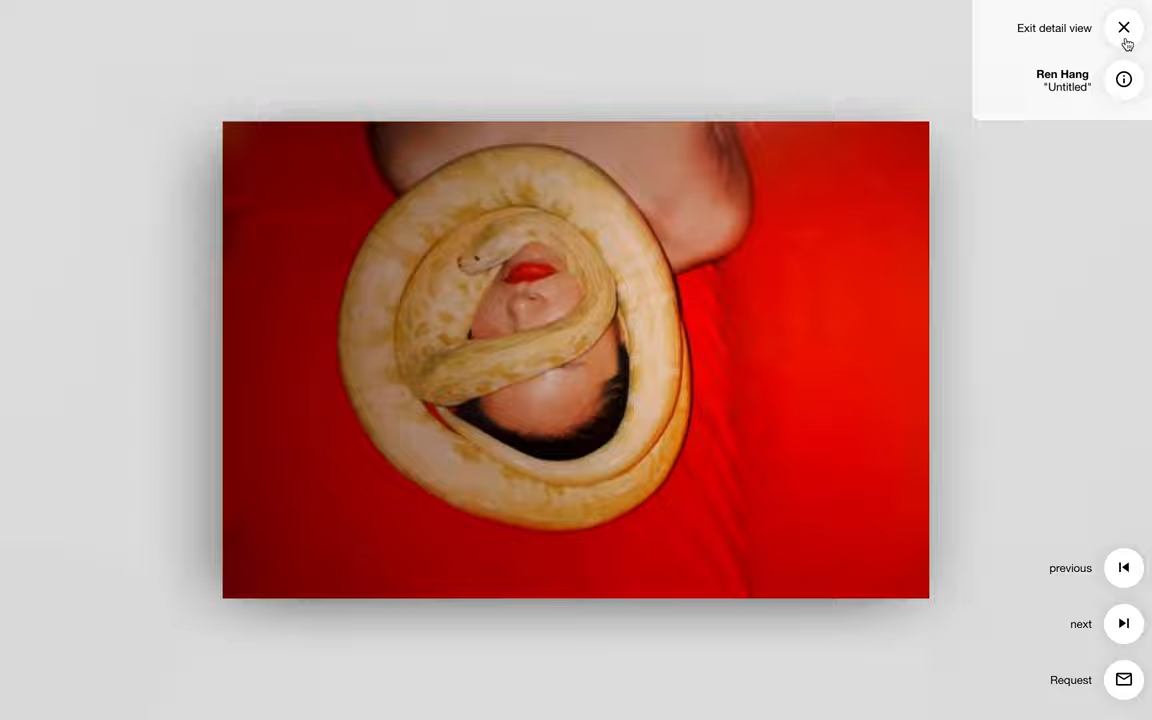 Exit detail view
Ren Hang
"Untitled"
previous
next
Request